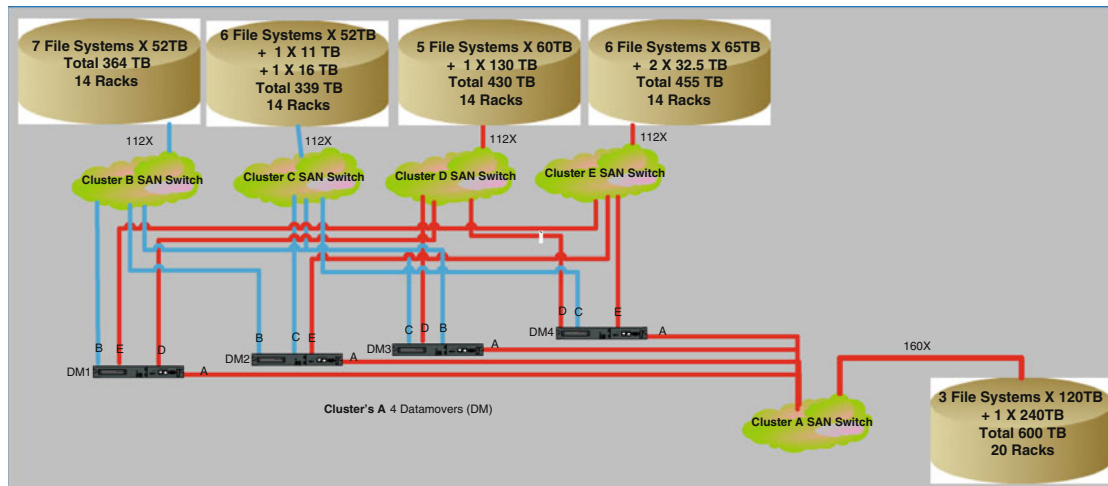 7 File Systems X 52TB
Total 364 TB
14 Racks
6 File Systems X 52TB
+ 1 X 11 TB
+ 1 X 16 TB
Total 339 TB
14 Racks
5 File Systems X 60TB
+ 1 X 130 TB
Total 430 TB
14 Racks
6 File Systems X 65TB
+ 2 X 32.5 TB
Total 455 TB
14 Racks
112X
112X
112X
112X
Cluster B SAN Switch
Cluster C SAN Switch
Cluster D SAN Switch
Cluster E SAN Switch
D
C
E
DM4
A
B
C
E
C
D
B
DM3
A
B
E
D
DM2
A
DM1
A
160X
Cluster's A 4 Datamovers (DM)
Cluster A SAN Switch
3 File Systems X 120TB
+ 1 X 240TB
Total 600 TB
20 Racks